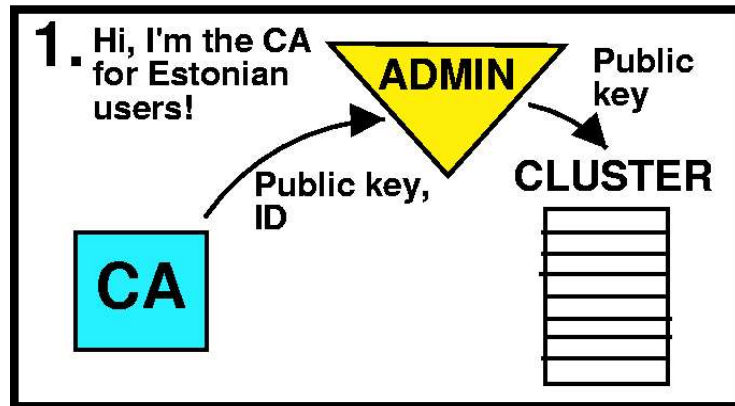 1. Hi, I'm the CA
for Estonian
users!
ADMIN
Public
key
Public key,
ID
CLUSTER
CA